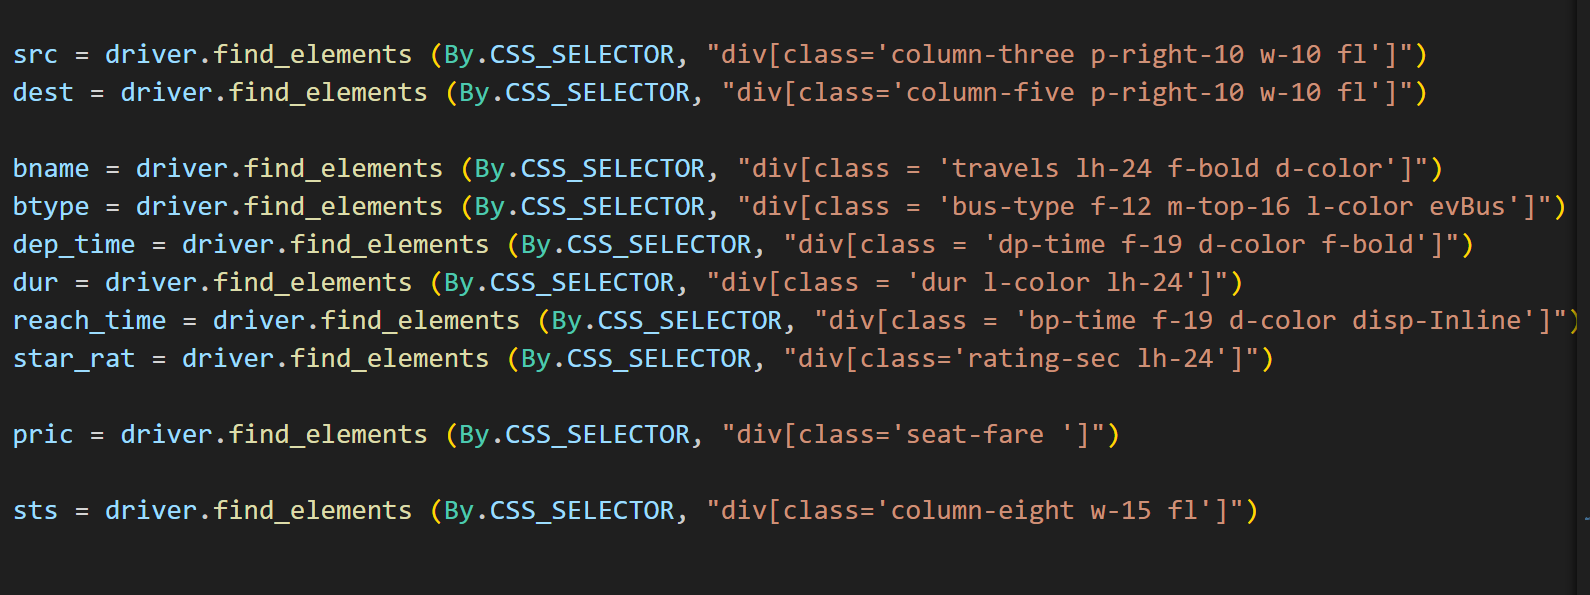 src = driver.find_elements (By.CSS_SELECTOR, "div[class='column-three p-right-10 w-10 fl']")
dest = driver.find_elements (By.CSS_SELECTOR, "div[class='column-five p-right-10 w-10 fl']")
bname = driver.find_elements (By.CSS_SELECTOR, "div[class = 'travels lh-24 f-bold d-color']")
btype = driver.find_elements (By.CSS_SELECTOR, "div[class = 'bus-type f-12 m-top-16 l-color evBus']")
dep_time = driver.find_elements (By.CSS_SELECTOR, "div[class = 'dp-time f-19 d-color f-bold']")
dur = driver.find_elements (By.CSS_SELECTOR, "div[class = 'dur l-color lh-24']")
reach_time = driver.find_elements (By.CSS_SELECTOR, "div[class = 'bp-time f-19 d-color disp-Inline']")
star_rat = driver.find_elements (By.CSS_SELECTOR, "div[class='rating-sec lh-24']")
pric = driver.find_elements (By.CSS_SELECTOR, "div[class='seat-fare ']")
sts = driver.find_elements (By.CSS_SELECTOR, "div[class='column-eight w-15 fl']")